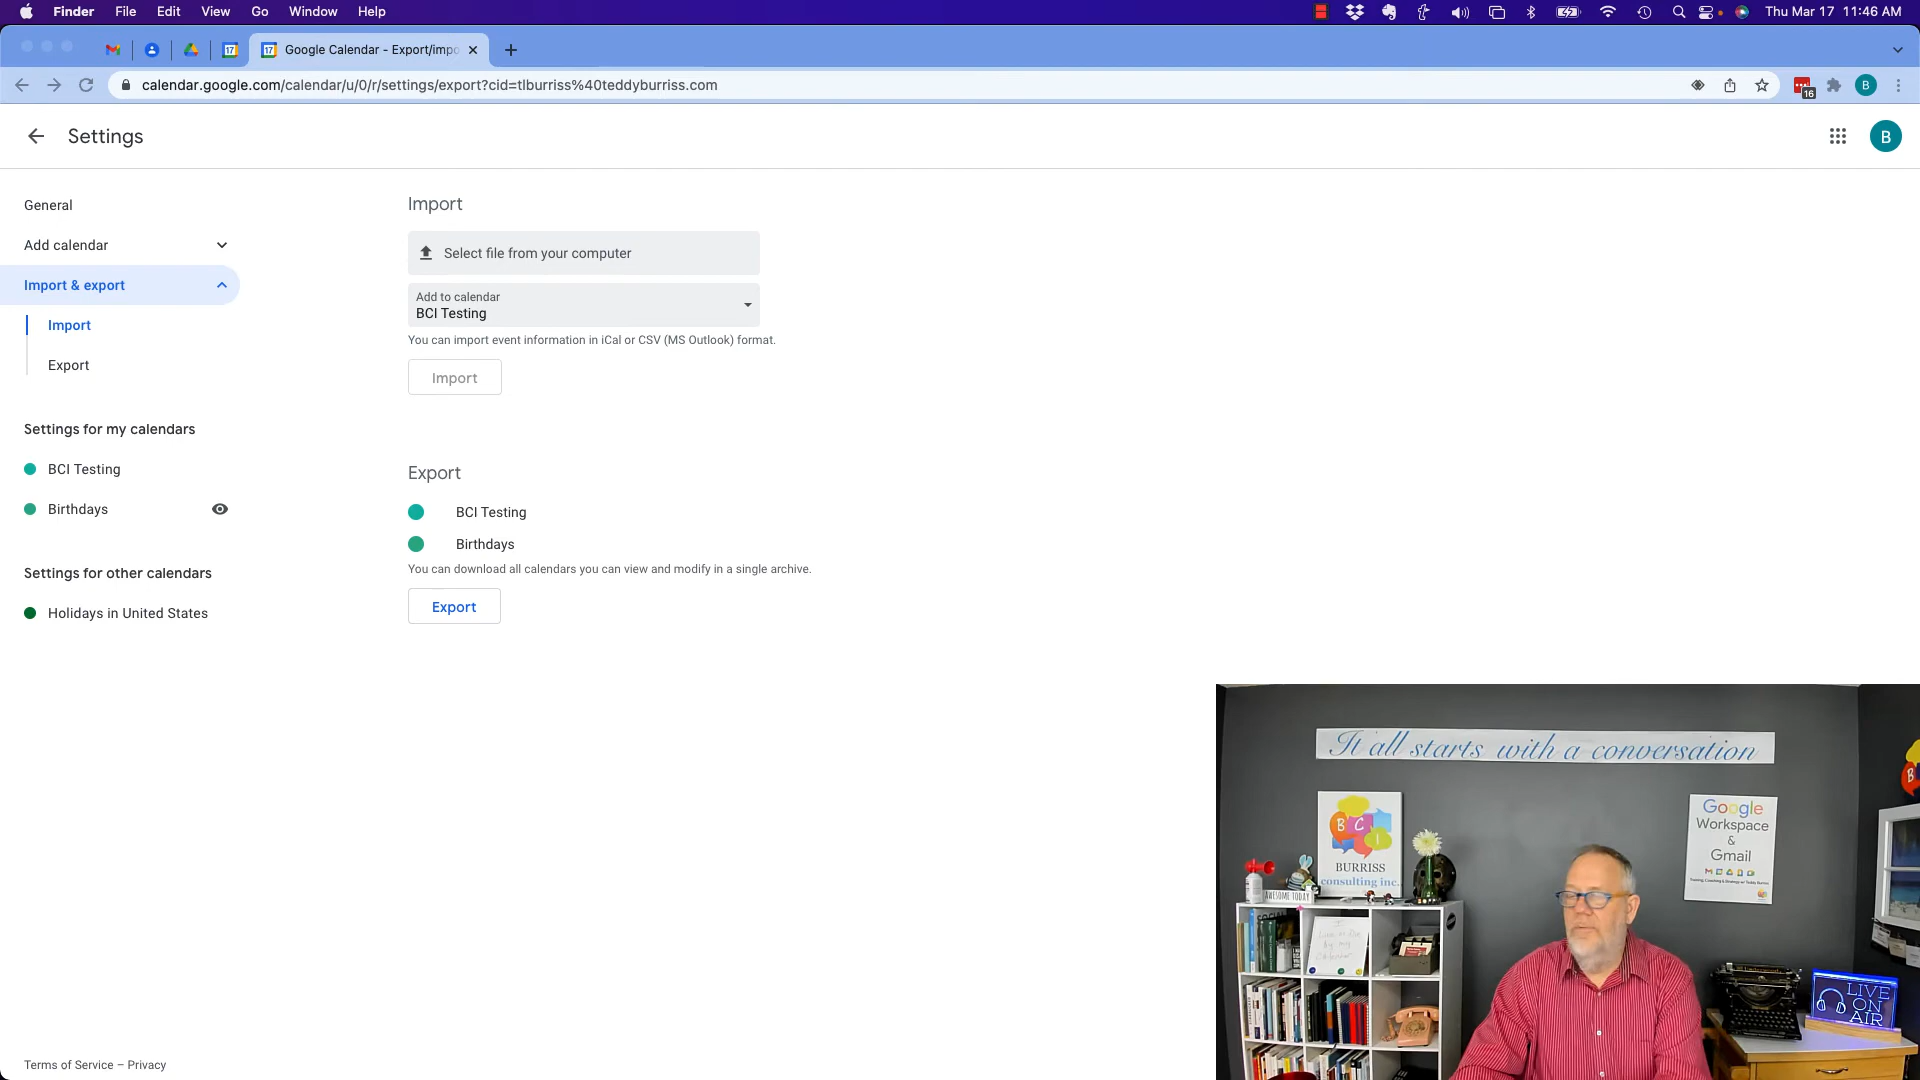 Finder File Edit View Go Window Help
Thu Mar 17 11:46 AM
17
17
Google Calendar - Export/impo
calendar.google.com/calendar/u/0/r/settings/export?cid=tlburriss%40teddyburriss.com
16
B
Settings
B
General
Add calendar
Import & export
Import
Export
Settings for my calendars
BCI Testing
Birthdays
Settings for other calendars
Holidays in United States
Terms of Service – Privacy
Import
Select file from your computer
Add to calendar
BCI Testing
You can import event information in iCal or CSV (MS Outlook) format.
Import
Export
BCI Testing
Birthdays
You can download all calendars you can view and modify in a single archive.
Export
It all starts with a conversation
B C I
BURRISS
consulting inc.
Google
Workspace
&
Gmail
AWESOME TODAY
LIVE
ON
AIR